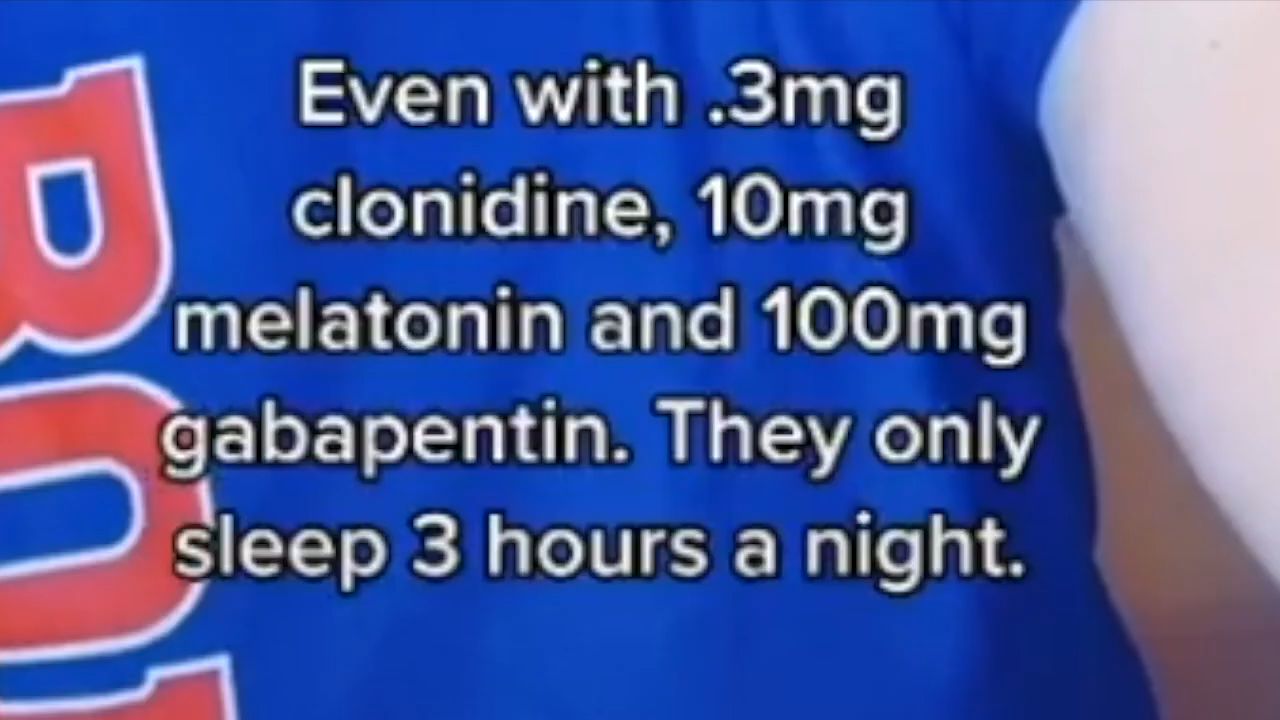 Even with .3mg
clonidine, 10mg
melatonin and 100mg
gabapentin. They only
sleep 3 hours a night.